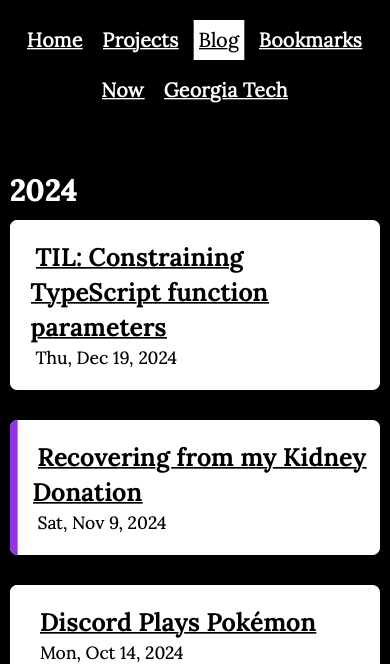 Home Projects Blog Bookmarks
Now Georgia Tech
2024
TIL: Constraining
TypeScript function
parameters
Thu, Dec 19, 2024
Recovering from my Kidney
Donation
Sat, Nov 9, 2024
Discord Plays Pokémon
Mon, Oct 14, 2024